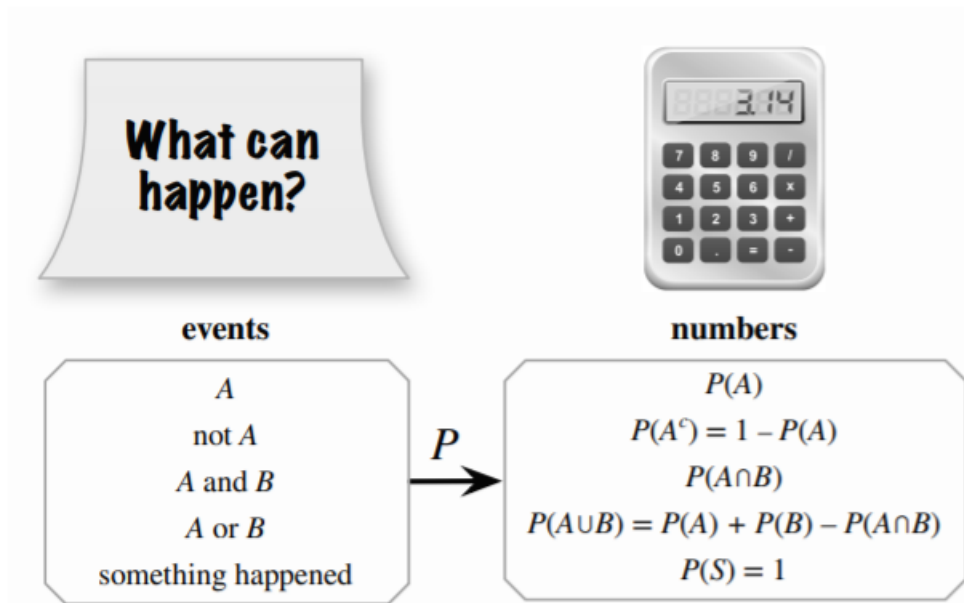 What can
happen?
3.14
7 8 9 /
4 5 6 x
1 2 3 +
0 . = -
events
numbers
A
not A
A and B
A or B
something happened
P
P(A)
P(Aᶜ) = 1 – P(A)
P(A∩B)
P(A∪B) = P(A) + P(B) – P(A∩B)
P(S) = 1